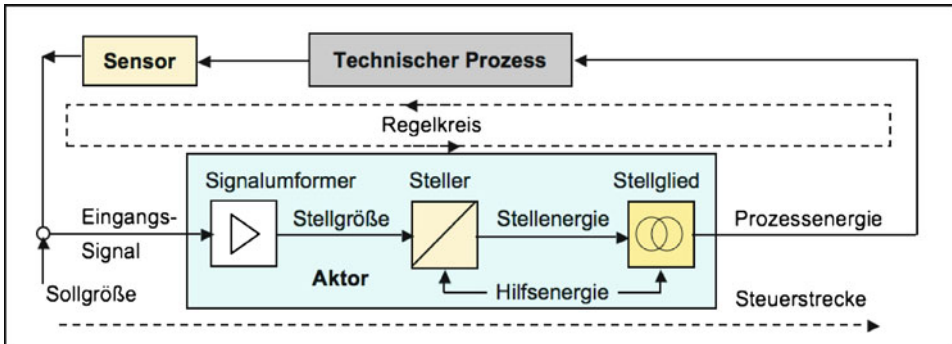 Sensor
Technischer Prozess
Regelkreis
Signalumformer
Steller
Stellglied
Eingangs-
Signal
Stellgröße
Stellenergie
Prozessenergie
Aktor
Hilfsenergie
Sollgröße
Steuerstrecke